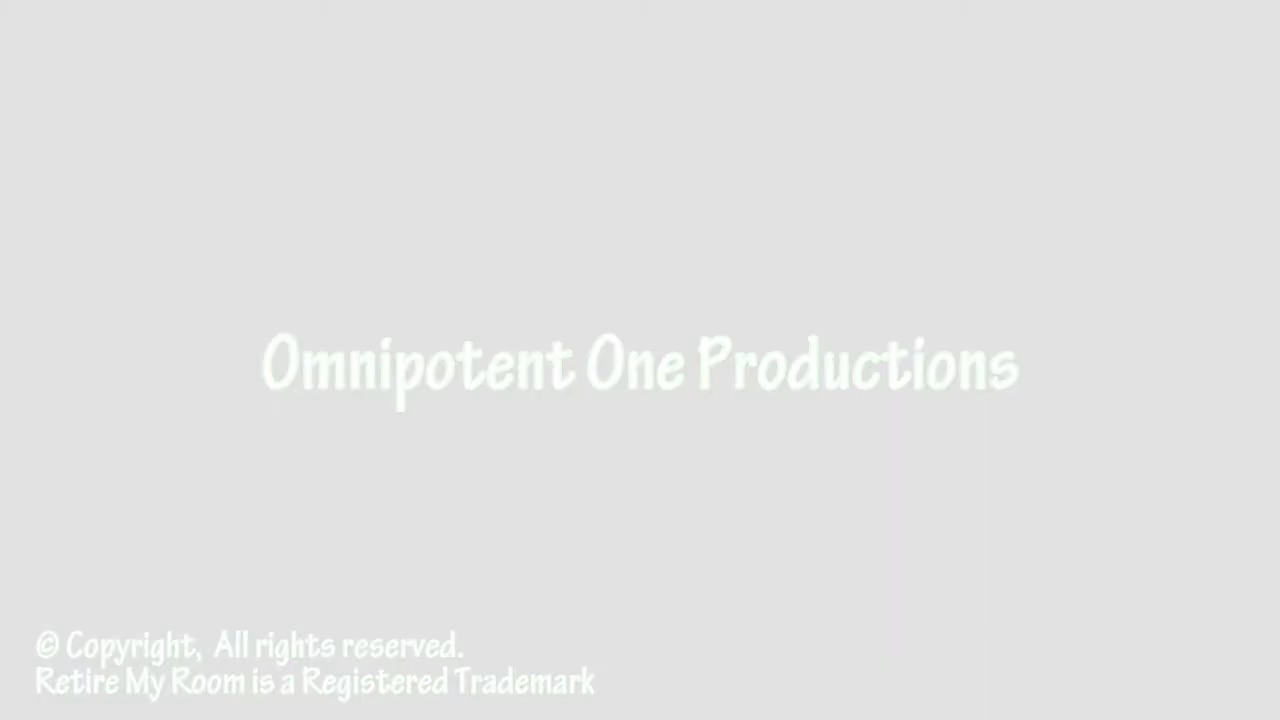 Omnipotent One Productions
© Copyright, All rights reserved.
Retire My Room is a Registered Trademark